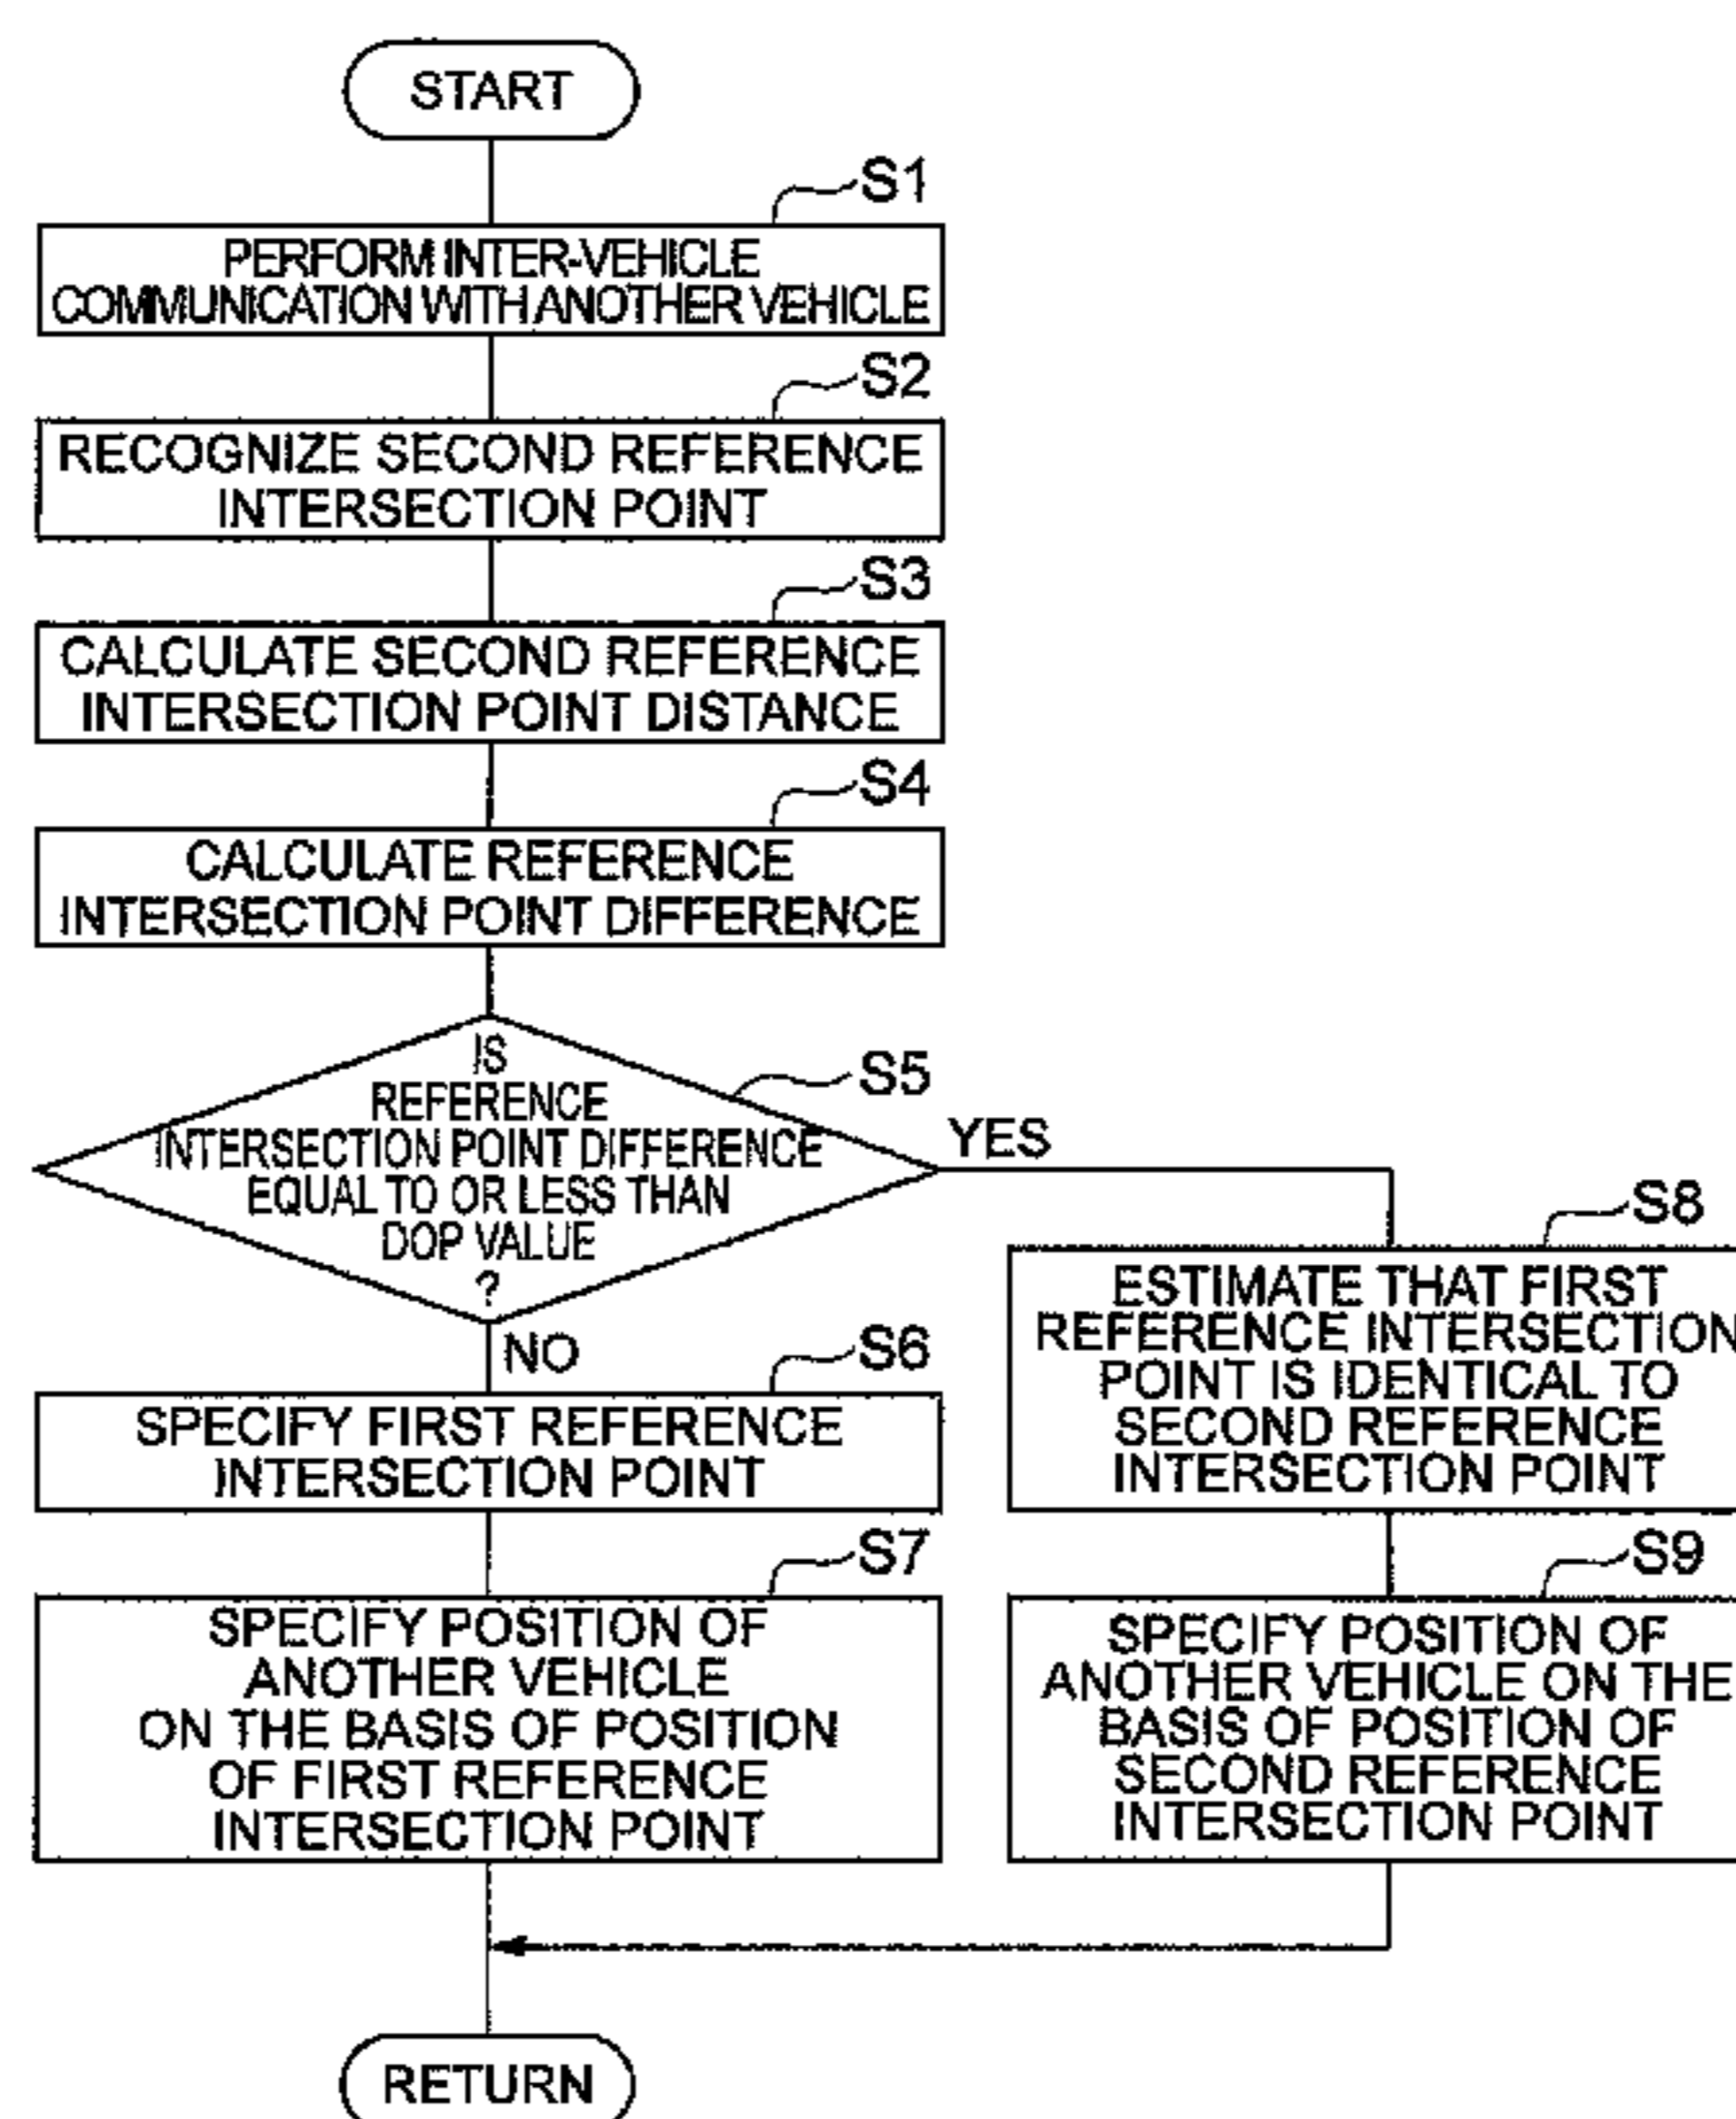 START
S1
PERFORM INTER-VEHICLE
COMMUNICATION WITH ANOTHER VEHICLE
S2
RECOGNIZE SECOND REFERENCE
INTERSECTION POINT
S3
CALCULATE SECOND REFERENCE
INTERSECTION POINT DISTANCE
S4
CALCULATE REFERENCE
INTERSECTION POINT DIFFERENCE
S5
IS
REFERENCE
INTERSECTION POINT DIFFERENCE
EQUAL TO OR LESS THAN
DOP VALUE
?
YES
NO
S6
SPECIFY FIRST REFERENCE
INTERSECTION POINT
S7
SPECIFY POSITION OF
ANOTHER VEHICLE
ON THE BASIS OF POSITION
OF FIRST REFERENCE
INTERSECTION POINT
S8
ESTIMATE THAT FIRST
REFERENCE INTERSECTION
POINT IS IDENTICAL TO
SECOND REFERENCE
INTERSECTION POINT
S9
SPECIFY POSITION OF
ANOTHER VEHICLE ON THE
BASIS OF POSITION OF
SECOND REFERENCE
INTERSECTION POINT
RETURN